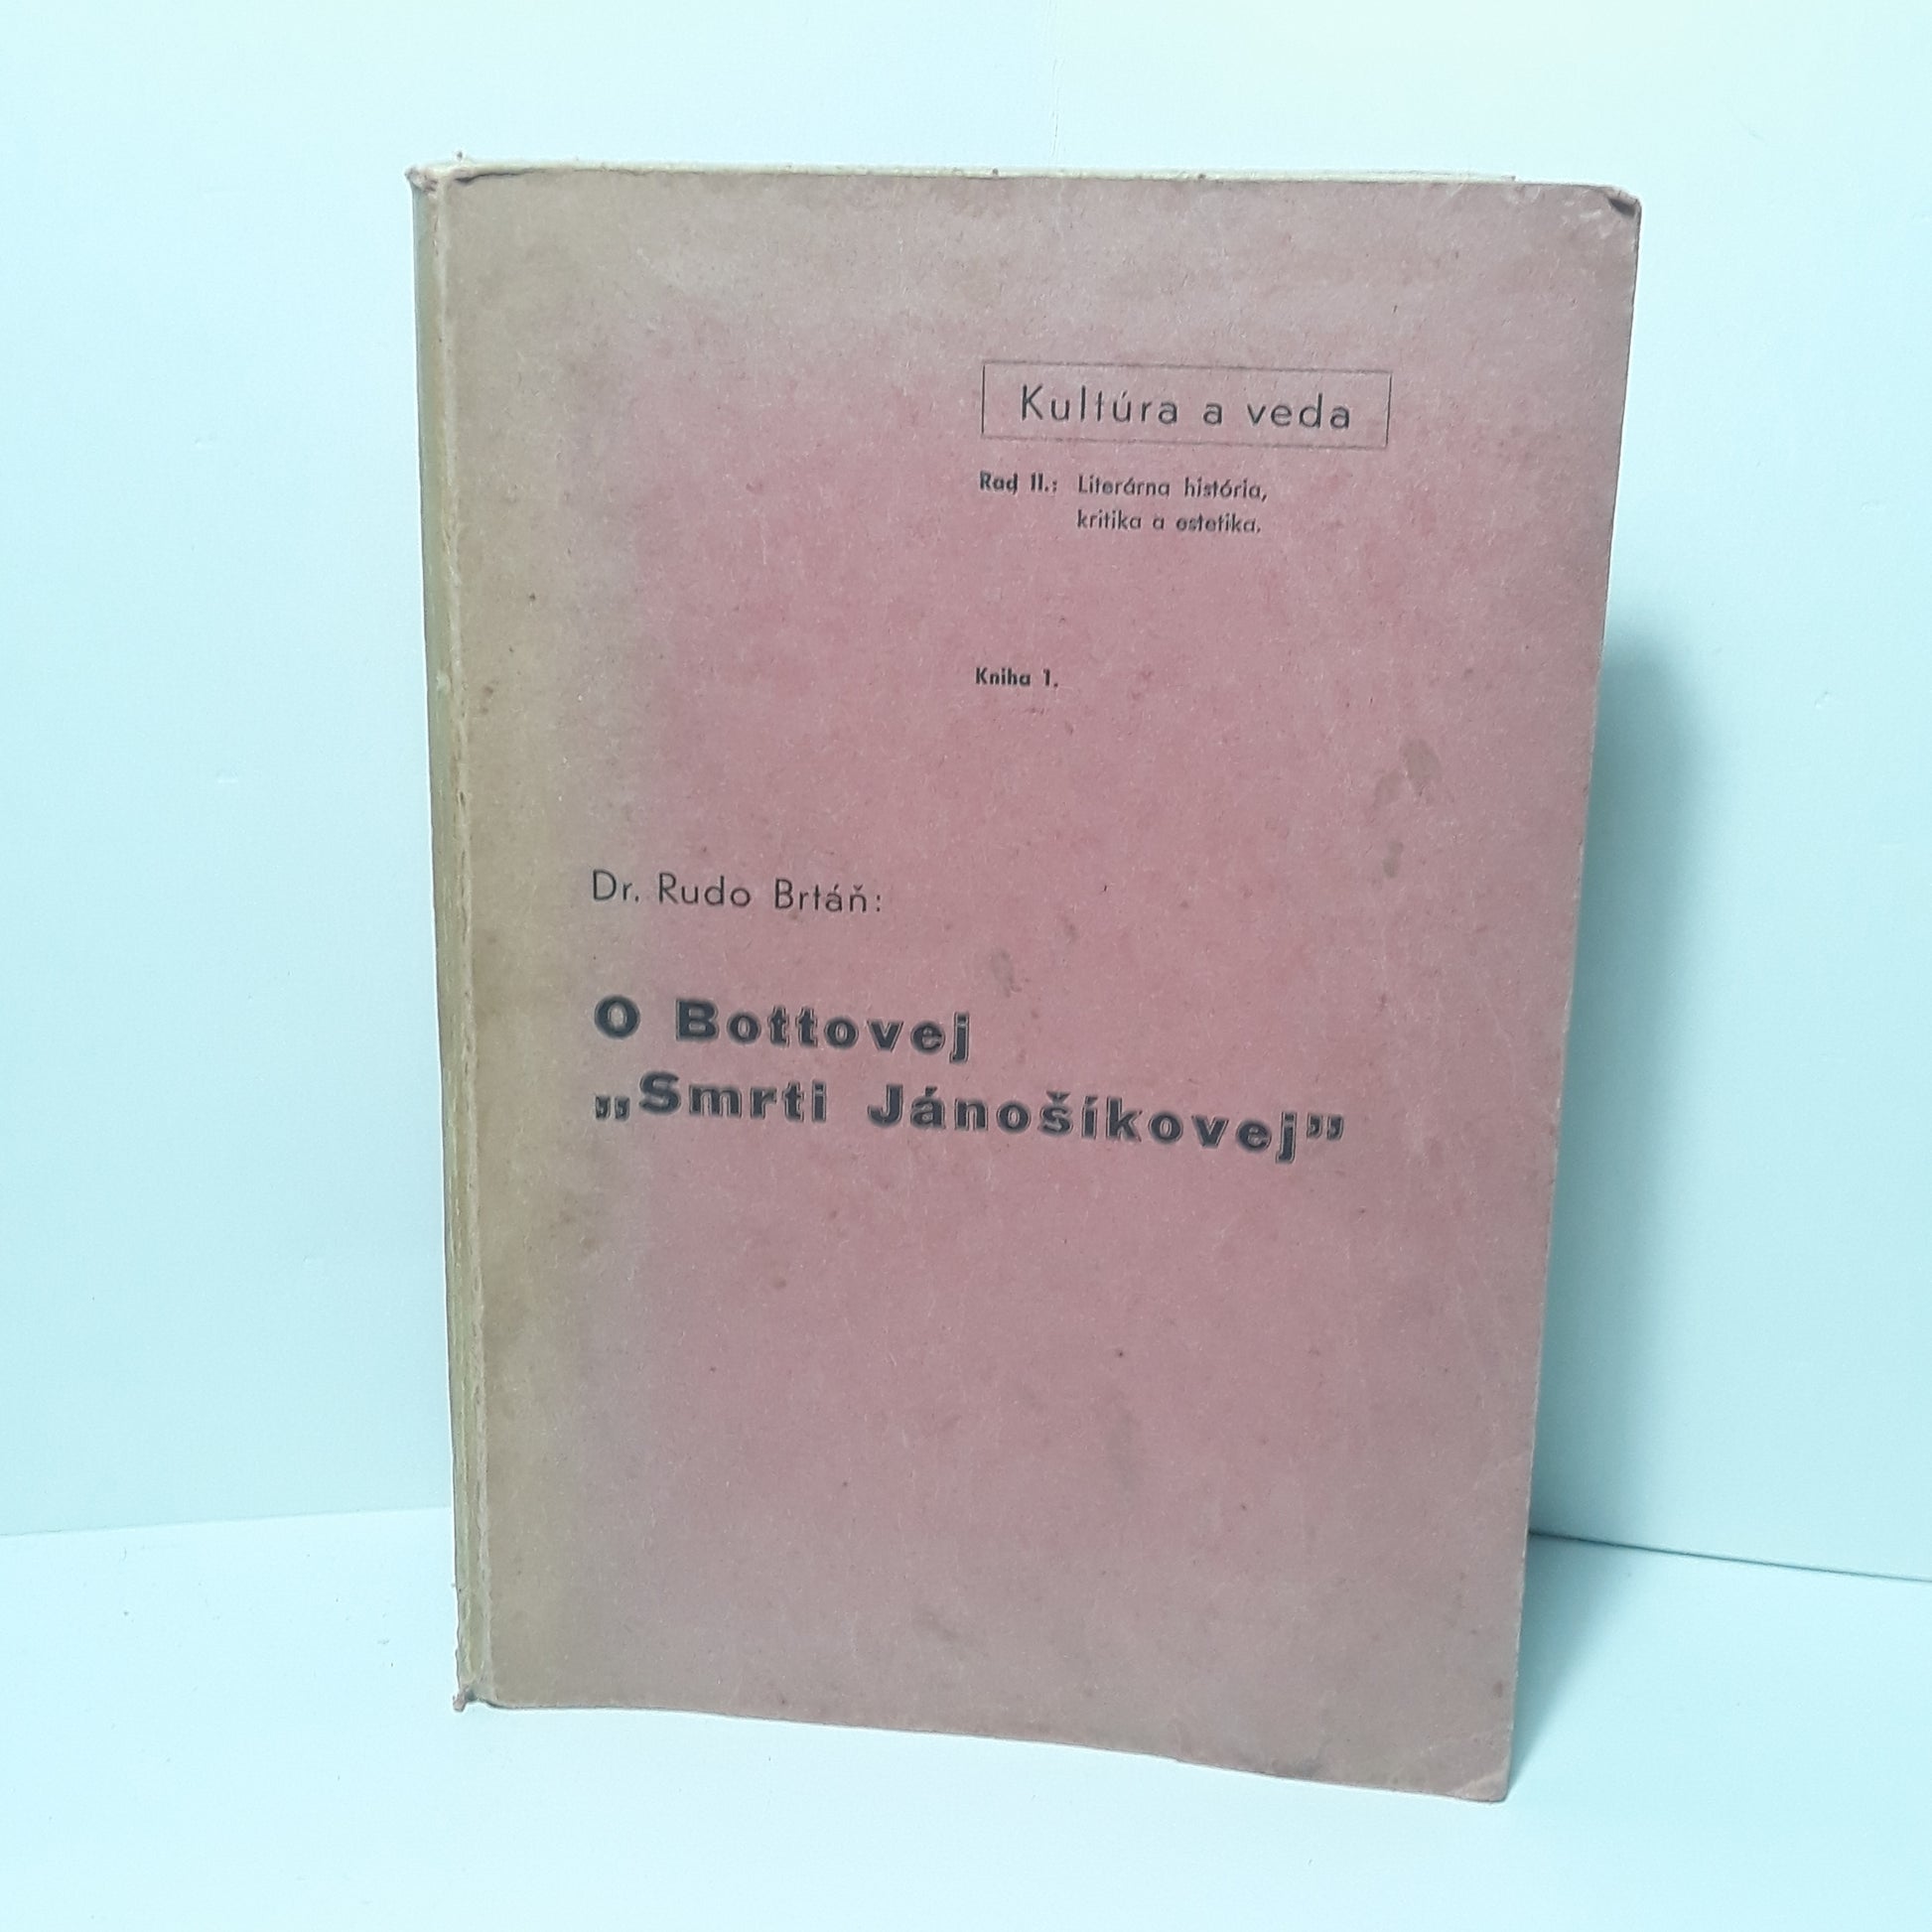 Kultúra a veda
Rad II.: Literárna história,
kritika a estetika.
Kniha 1.
Dr. Rudo Brtáň:
O Bottovej
„Smrti Jánošíkovej”